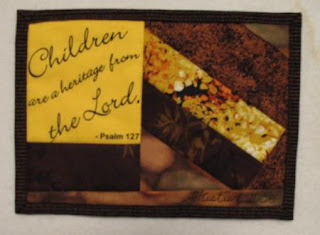 Children
are a heritage from
the Lord.
- Psalm 127